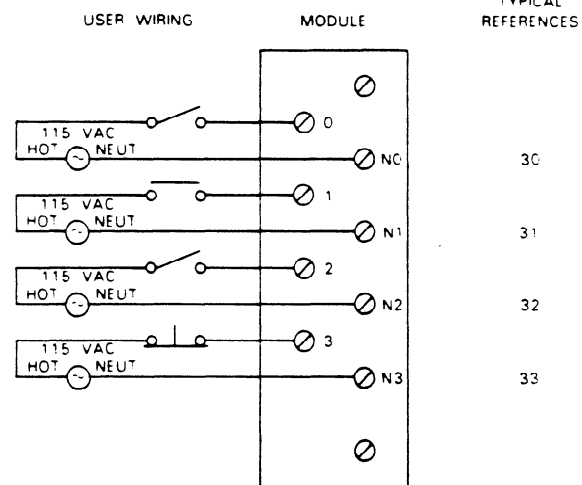 TYPICAL
USER WIRING MODULE REFERENCES
0
115 VAC
HOT NEUT N0 30
1
115 VAC
HOT NEUT N1 31
2
115 VAC
HOT NEUT N2 32
3
115 VAC
HOT NEUT N3 33